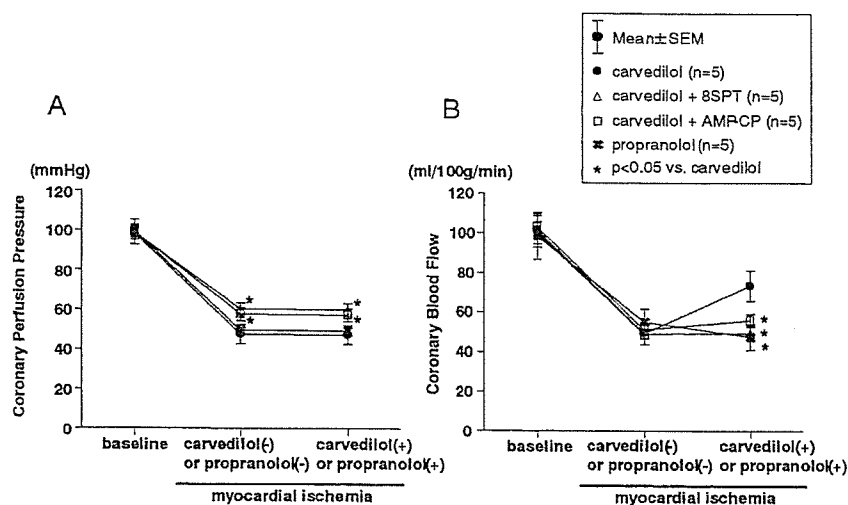 Mean±SEM
carvedilol (n=5)
carvedilol + 8SPT (n=5)
carvedilol + AMP-CP (n=5)
propranolol (n=5)
* p<0.05 vs. carvedilol
A
(mmHg)
120
100
80
60
40
20
0
Coronary Perfusion Pressure
*
*
*
*
baseline
carvedilol(-)
or propranolol(-)
carvedilol(+)
or propranolol(+)
myocardial ischemia
B
(ml/100g/min)
120
100
80
60
40
20
0
Coronary Blood Flow
*
*
*
baseline
carvedilol(-)
or propranolol(-)
carvedilol(+)
or propranolol(+)
myocardial ischemia